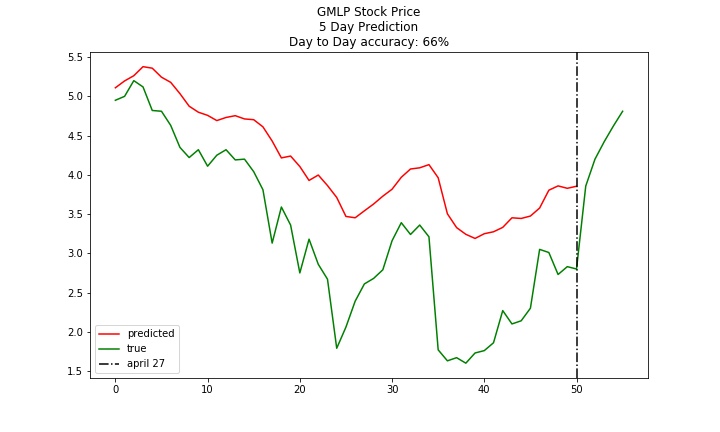 GMLP Stock Price
5 Day Prediction
Day to Day accuracy: 66%
5.5
5.0
4.5
4.0
3.5
3.0
2.5
2.0
1.5
predicted
true
april 27
0
10
20
30
40
50